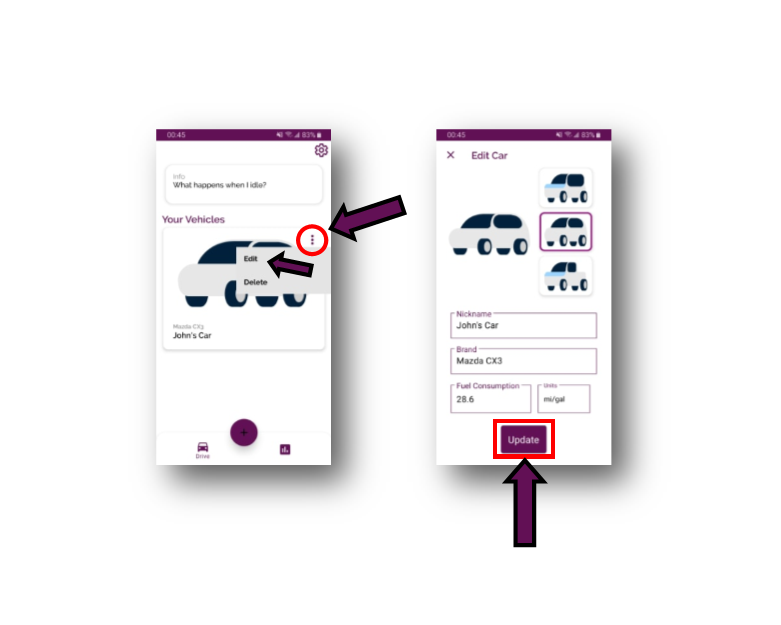 00:45
83%
Info
What happens when I idle?
Your Vehicles
Edit
Delete
Mazda CX3
John's Car
+
Drive
00:45
83%
× Edit Car
Nickname
John's Car
Brand
Mazda CX3
Fuel Consumption Units
28.6 mi/gal
Update